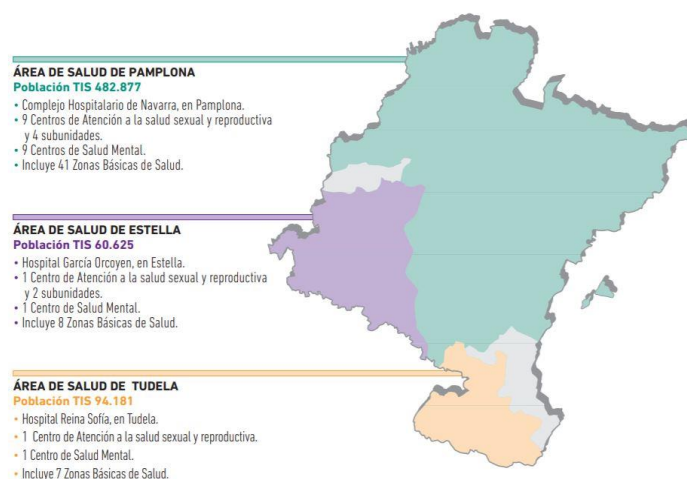 ÁREA DE SALUD DE PAMPLONA
Población TIS 482.877
• Complejo Hospitalario de Navarra, en Pamplona.
• 9 Centros de Atención a la salud sexual y reproductiva
y 4 subunidades.
• 9 Centros de Salud Mental.
• Incluye 41 Zonas Básicas de Salud.
ÁREA DE SALUD DE ESTELLA
Población TIS 60.625
• Hospital García Orcoyen, en Estella.
• 1 Centro de Atención a la salud sexual y reproductiva
y 2 subunidades.
• 1 Centro de Salud Mental.
• Incluye 8 Zonas Básicas de Salud.
ÁREA DE SALUD DE TUDELA
Población TIS 94.181
• Hospital Reina Sofía, en Tudela.
• 1 Centro de Atención a la salud sexual y reproductiva.
• 1 Centro de Salud Mental.
• Incluye 7 Zonas Básicas de Salud.